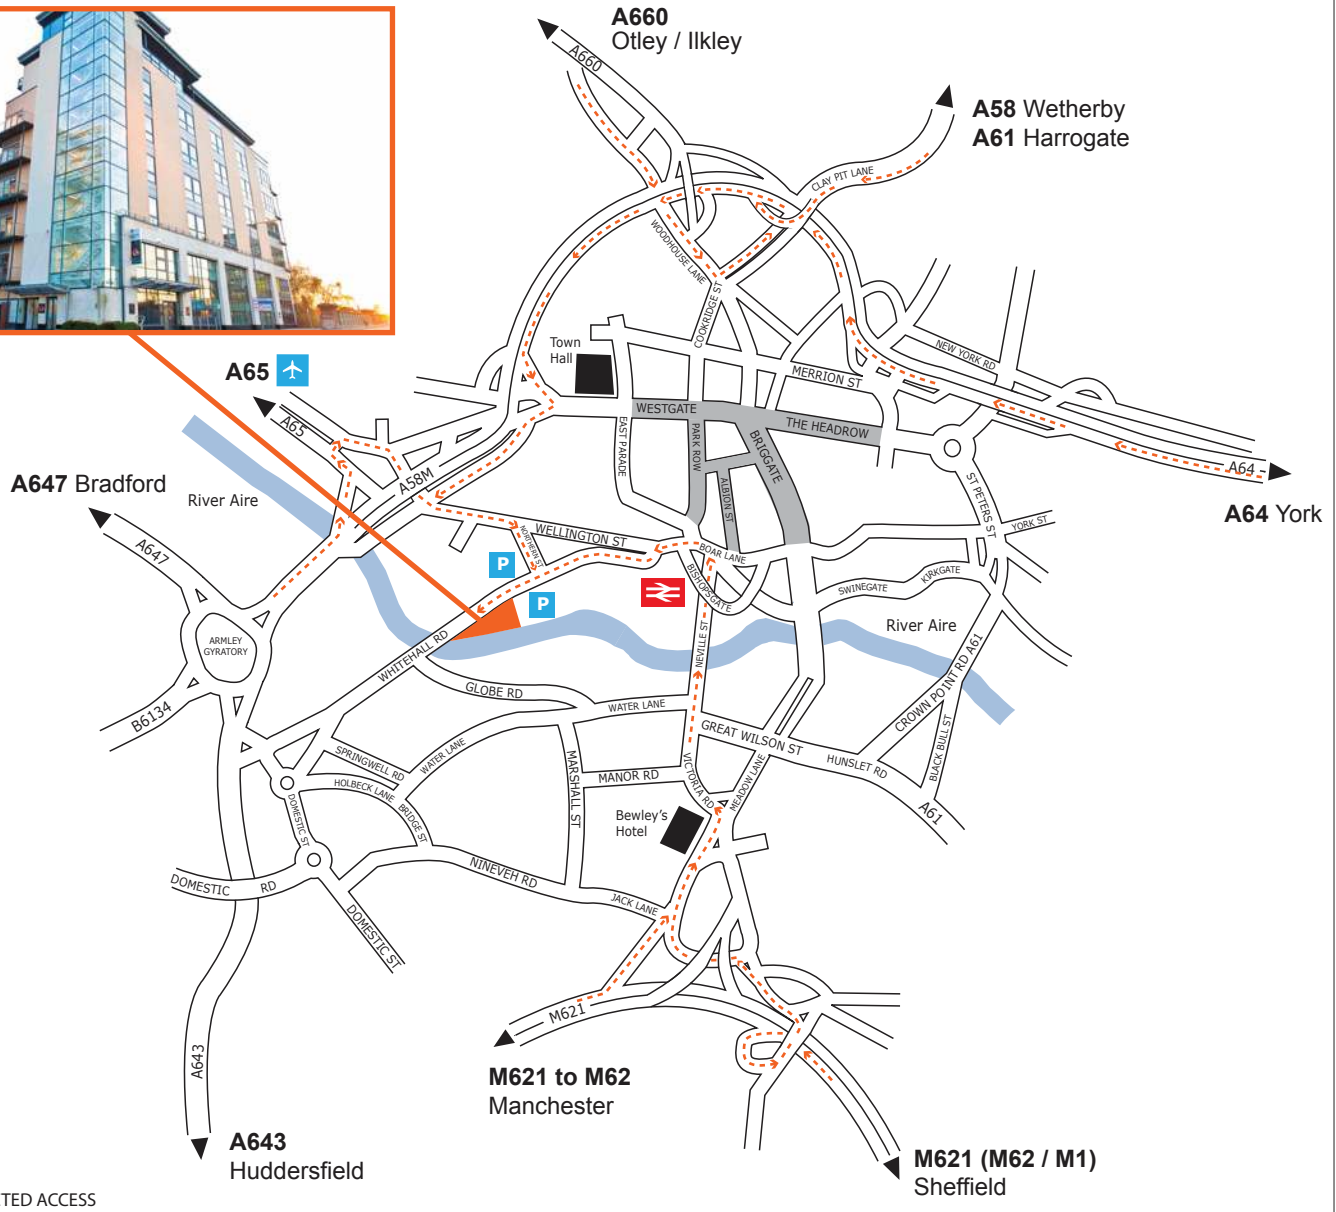 A660
Otley / Ilkley
A660
A58 Wetherby
A61 Harrogate
CLAY PIT LANE
WOODHOUSE LANE
COOKRIDGE ST
Town
Hall
NEW YORK RD
MERRION ST
A65
A65
WESTGATE
THE HEADROW
EAST PARADE
PARK ROW
BRIGGATE
ALBION ST
A64
A64 York
A647 Bradford
River Aire
A58M
A647
ST PETERS ST
YORK ST
WELLINGTON ST
NORTHERN ST
BOAR LANE
P
P
BISHOPSGATE
SWINEGATE
KIRKGATE
River Aire
ARMLEY
GYRATORY
WHITEHALL RD
NEVILLE ST
CROWN POINT RD A61
B6134
GLOBE RD
WATER LANE
GREAT WILSON ST
HUNSLET RD
BLACK BULL ST
A61
SPRINGWELL RD
WATER LANE
HOLBECK LANE
BRIDGE ST
MARSHALL ST
MANOR RD
VICTORIA RD
MEADOW LANE
DOMESTIC ST
Bewley's
Hotel
NINEVEH RD
JACK LANE
DOMESTIC RD
DOMESTIC ST
M621
A643
M621 to M62
Manchester
A643
Huddersfield
M621 (M62 / M1)
Sheffield
TED ACCESS